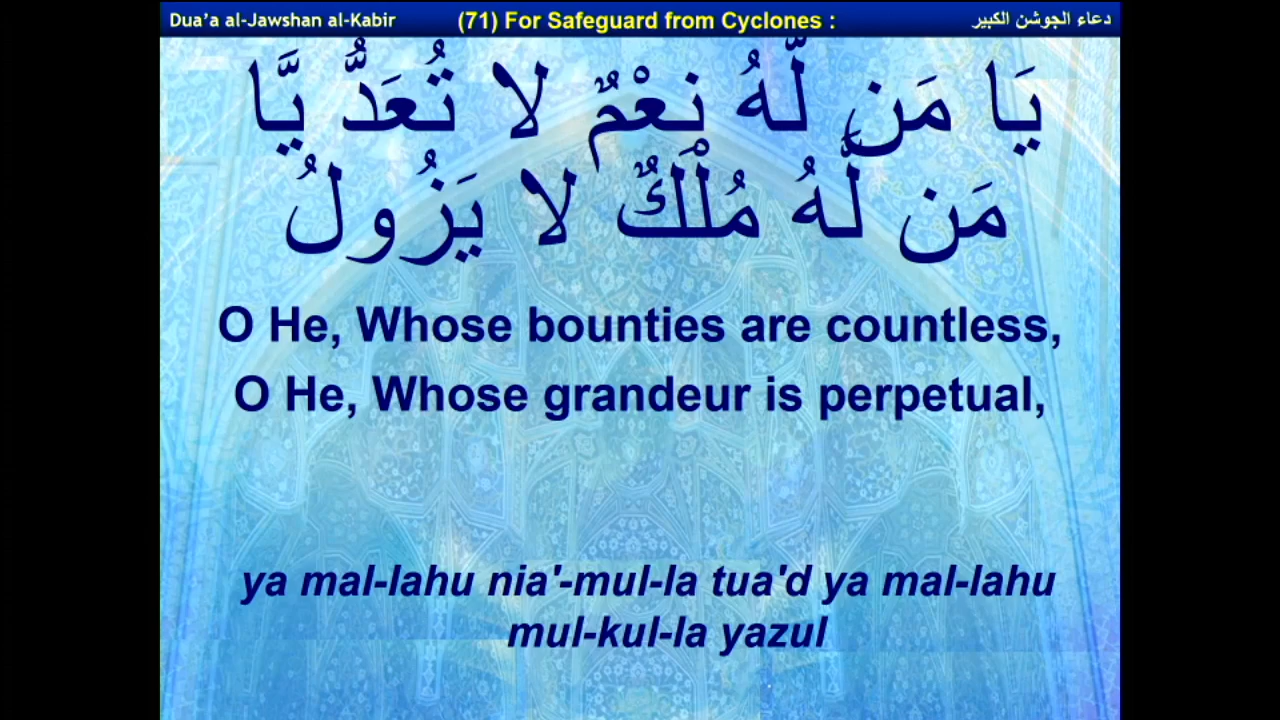 Dua'a al-Jawshan al-Kabir (71) For Safeguard from Cyclones : دعاء الجوشن الكبير
يَا مَن لَّهُ نِعْمٌ لا تُعَدُّ يَّا
مَن لَّهُ مُلْكٌ لا يَزُولُ
O He, Whose bounties are countless,
O He, Whose grandeur is perpetual,
ya mal-lahu nia'-mul-la tua'd ya mal-lahu
mul-kul-la yazul